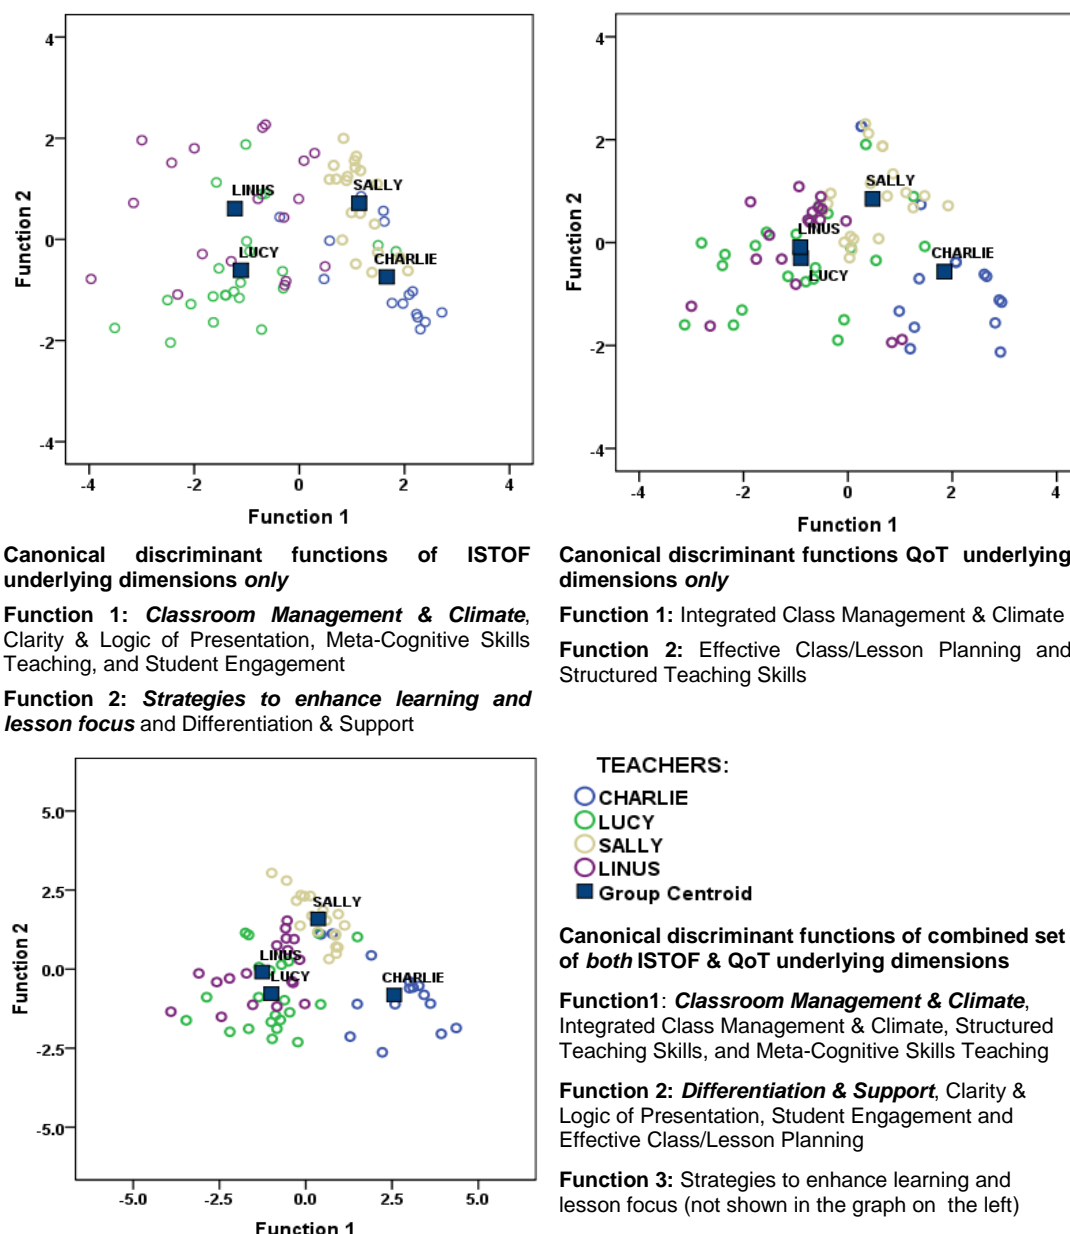 4
2
0
-2
-4
Function 2
LINUS
SALLY
LUCY
CHARLIE
-4
-2
0
2
4
Function 1
4
2
0
-2
-4
Function 2
SALLY
LINUS
LUCY
CHARLIE
-4
-2
0
2
4
Function 1
Canonical discriminant functions of ISTOF
underlying dimensions only
Function 1: Classroom Management & Climate,
Clarity & Logic of Presentation, Meta-Cognitive Skills
Teaching, and Student Engagement
Function 2: Strategies to enhance learning and
lesson focus and Differentiation & Support
Canonical discriminant functions QoT underlying
dimensions only
Function 1: Integrated Class Management & Climate
Function 2: Effective Class/Lesson Planning and
Structured Teaching Skills
5.0
2.5
0.0
-2.5
-5.0
Function 2
SALLY
LINUS
LUCY
CHARLIE
-5.0
-2.5
0.0
2.5
5.0
Function 1
TEACHERS:
CHARLIE
LUCY
SALLY
LINUS
Group Centroid
Canonical discriminant functions of combined set
of both ISTOF & QoT underlying dimensions
Function1: Classroom Management & Climate,
Integrated Class Management & Climate, Structured
Teaching Skills, and Meta-Cognitive Skills Teaching
Function 2: Differentiation & Support, Clarity &
Logic of Presentation, Student Engagement and
Effective Class/Lesson Planning
Function 3: Strategies to enhance learning and
lesson focus (not shown in the graph on the left)